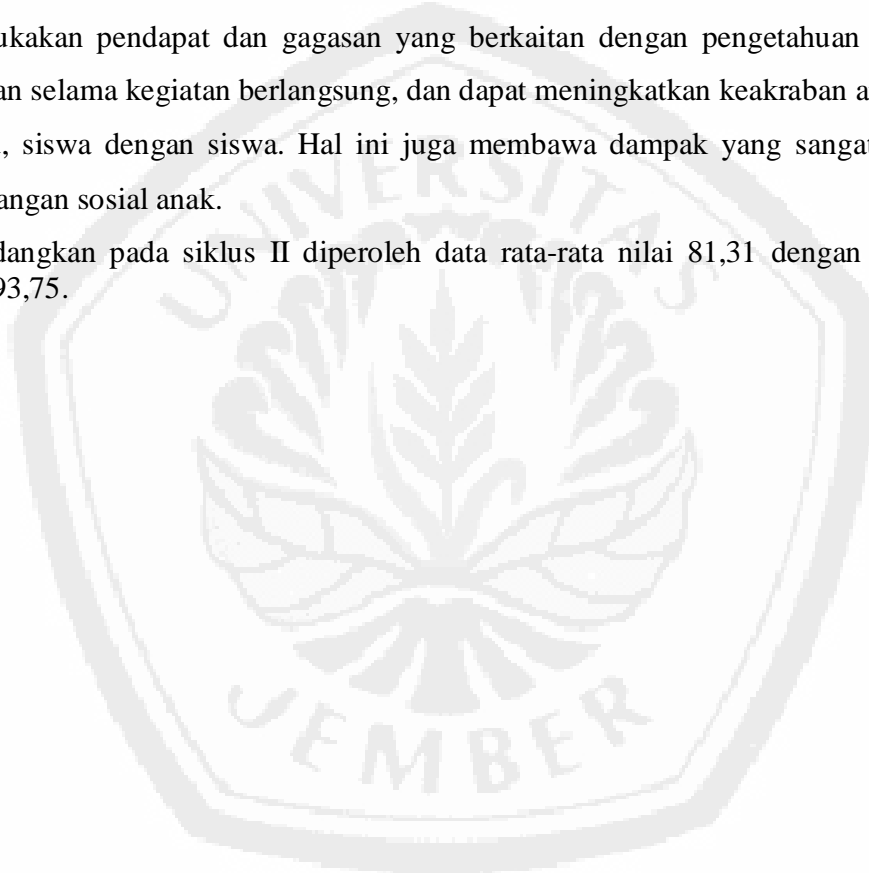 ukakan pendapat dan gagasan yang berkaitan dengan pengetahuan
an selama kegiatan berlangsung, dan dapat meningkatkan keakraban a
, siswa dengan siswa. Hal ini juga membawa dampak yang sangat
angan sosial anak.
dangkan pada siklus II diperoleh data rata-rata nilai 81,31 dengan
93,75.
UNIVERSITAS
JEMBER